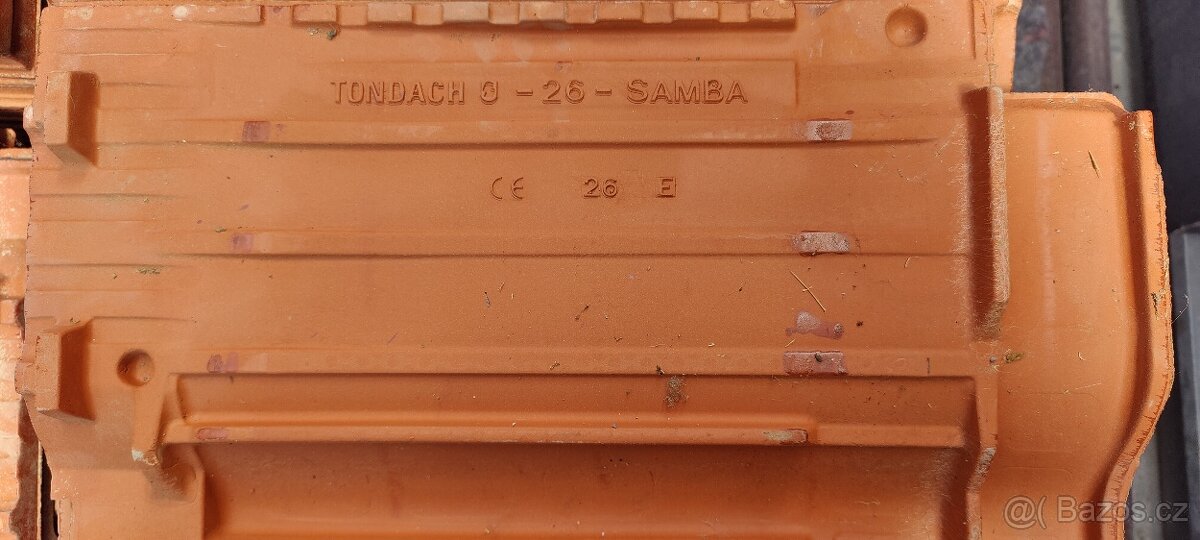 TONDACH - 26 - SAMBA
CE 26 E
@( Bazos.cz